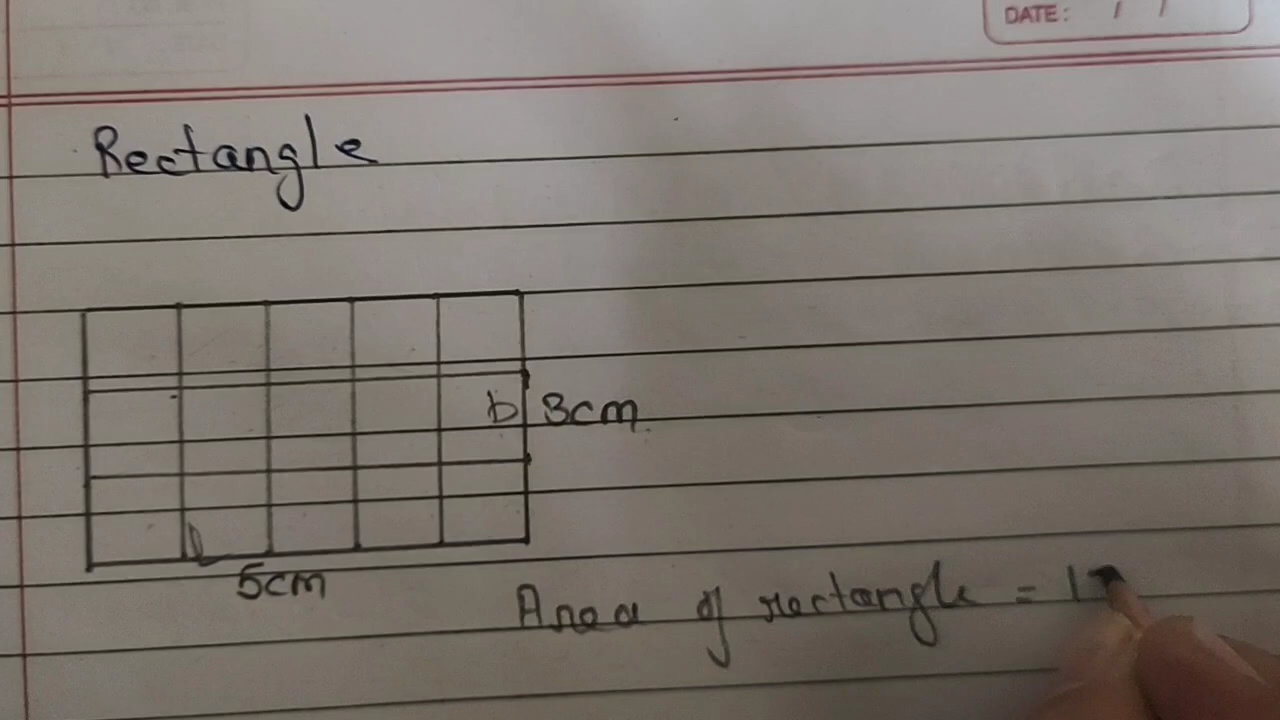 DATE: / /
Rectangle
b 3cm
l
5cm
Area of rectangle = 1